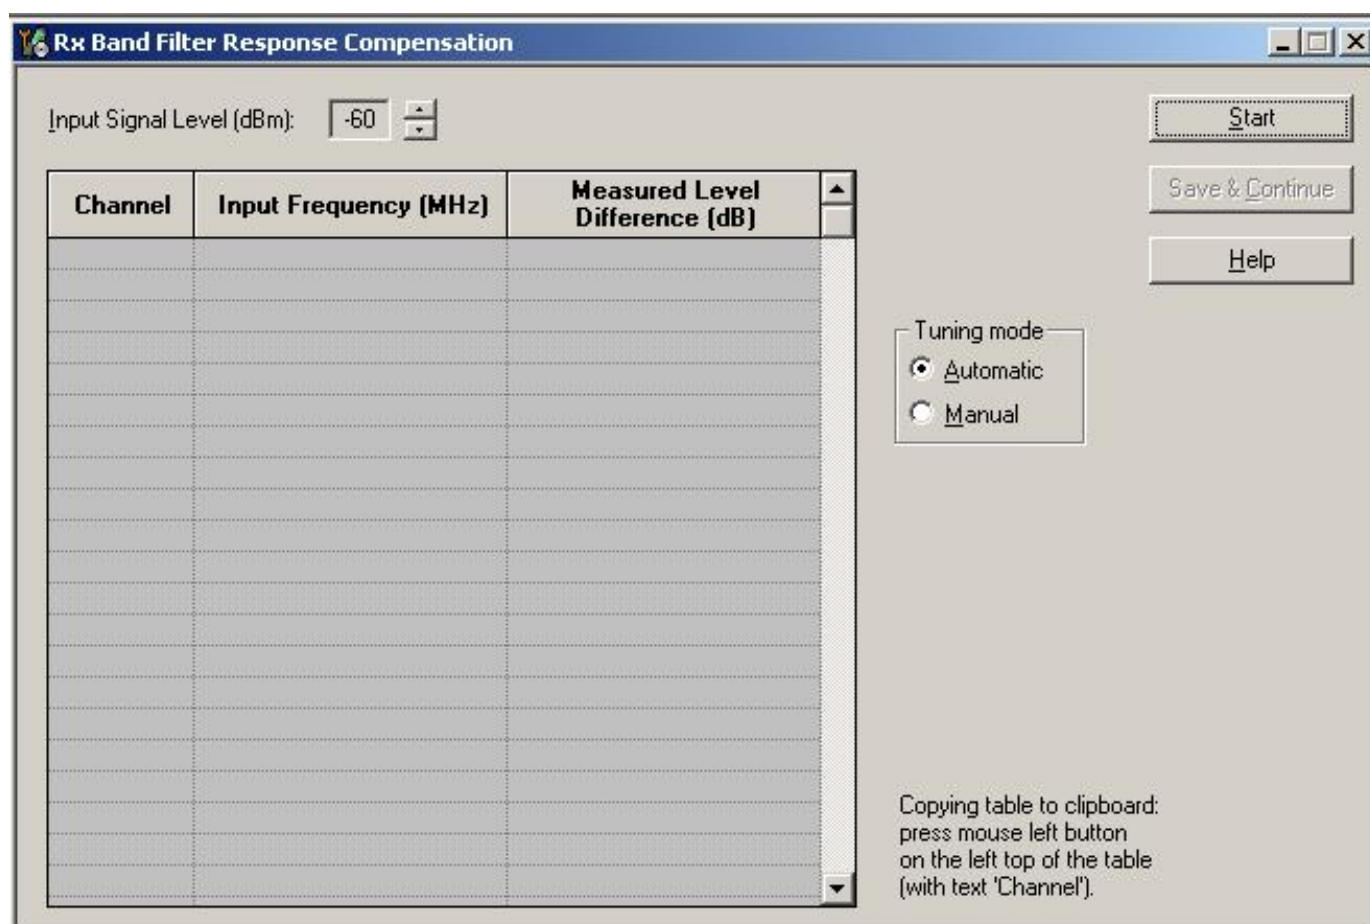 Rx Band Filter Response Compensation
Input Signal Level (dBm): -60
Start
Save & Continue
Help
Channel Input Frequency (MHz) Measured Level
Difference (dB)
Tuning mode
Automatic
Manual
Copying table to clipboard:
press mouse left button
on the left top of the table
(with text 'Channel').